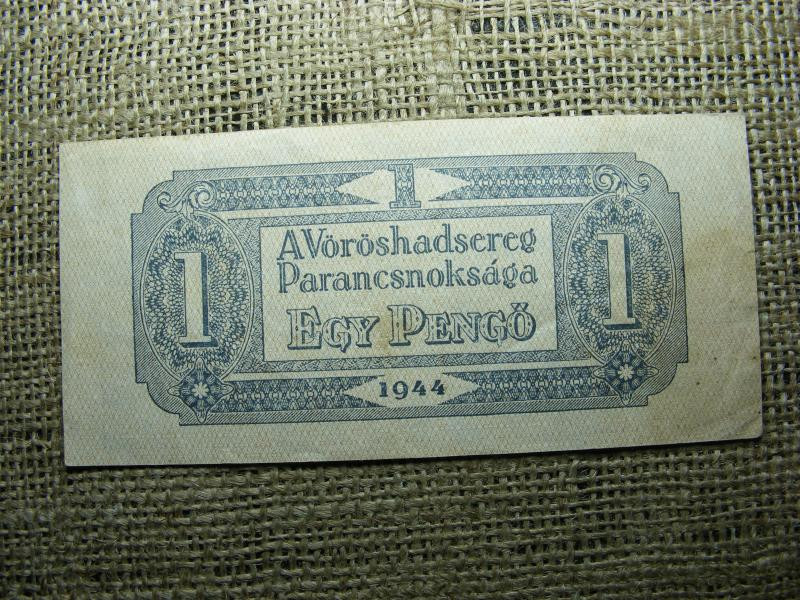 1
A Vöröshadsereg
Parancsnoksága
EGY PENGŐ
1 1
1944